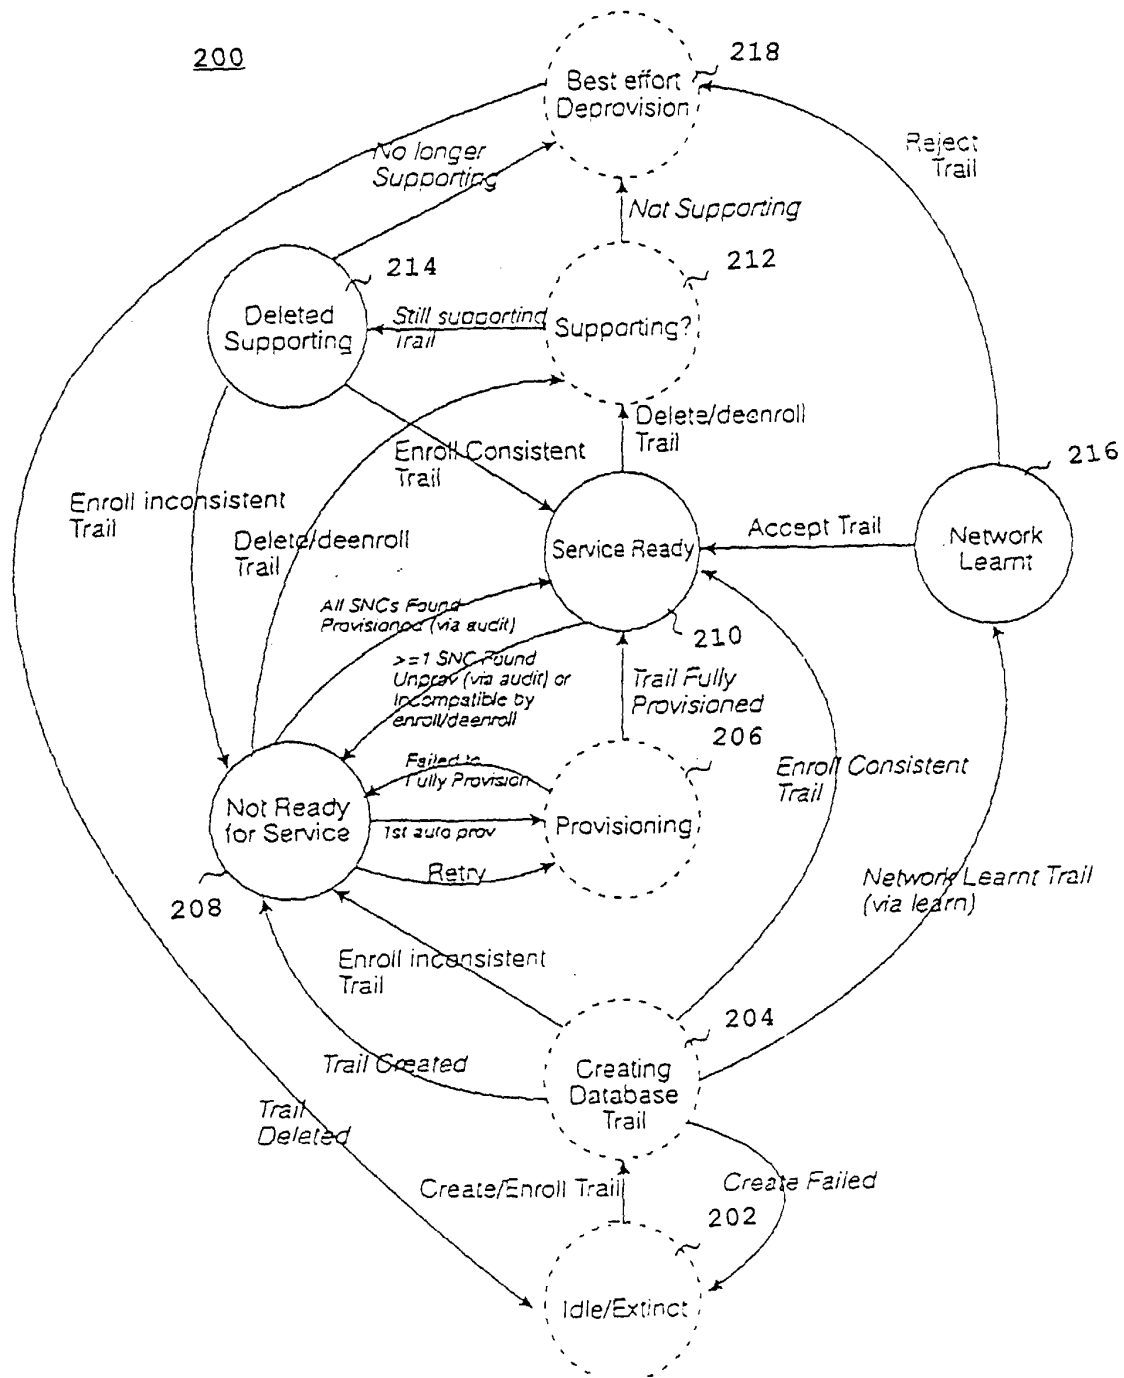 200
218
Best effort
Deprovision
No longer
Supporting
Reject
Trail
Not Supporting
214
212
Deleted
Supporting
Still supporting
Trail
Supporting?
Delete/deenroll
Trail
Enroll Consistent
Trail
216
Enroll inconsistent
Trail
Delete/deenroll
Trail
Service Ready
Accept Trail
Network
Learnt
All SNCs Found
Provisioned (via audit)
210
>=1 SNC Found
Unprov (via audit) or
Incompatible by
enroll/deenroll
Trail Fully
Provisioned
206
Failed to
Fully Provision
Enroll Consistent
Trail
Not Ready
for Service
1st auto prov
Provisioning
Retry
208
Network Learnt Trail
(via learn)
Enroll inconsistent
Trail
204
Trail Created
Creating
Database
Trail
Trail
Deleted
Create/Enroll Trail
Create Failed
202
Idle/Extinct